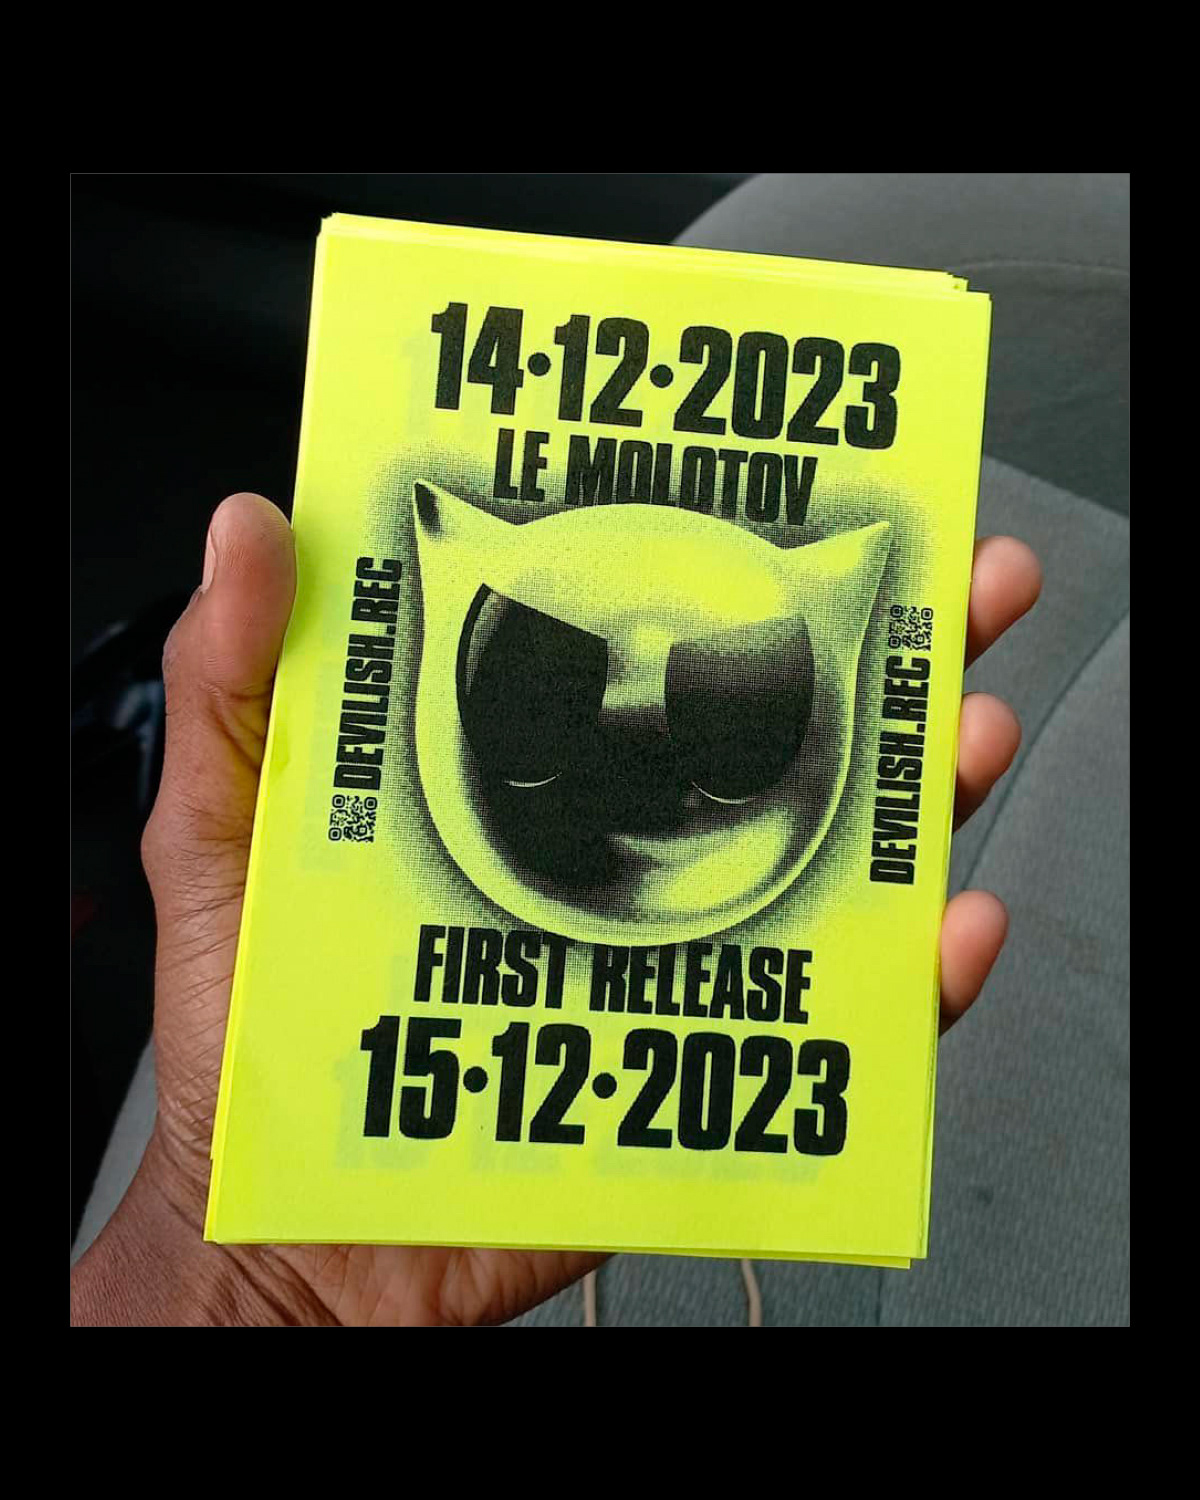 14•12•2023
LE MOLOTOV
DEVILISH.REC
DEVILISH.REC
FIRST RELEASE
15•12•2023